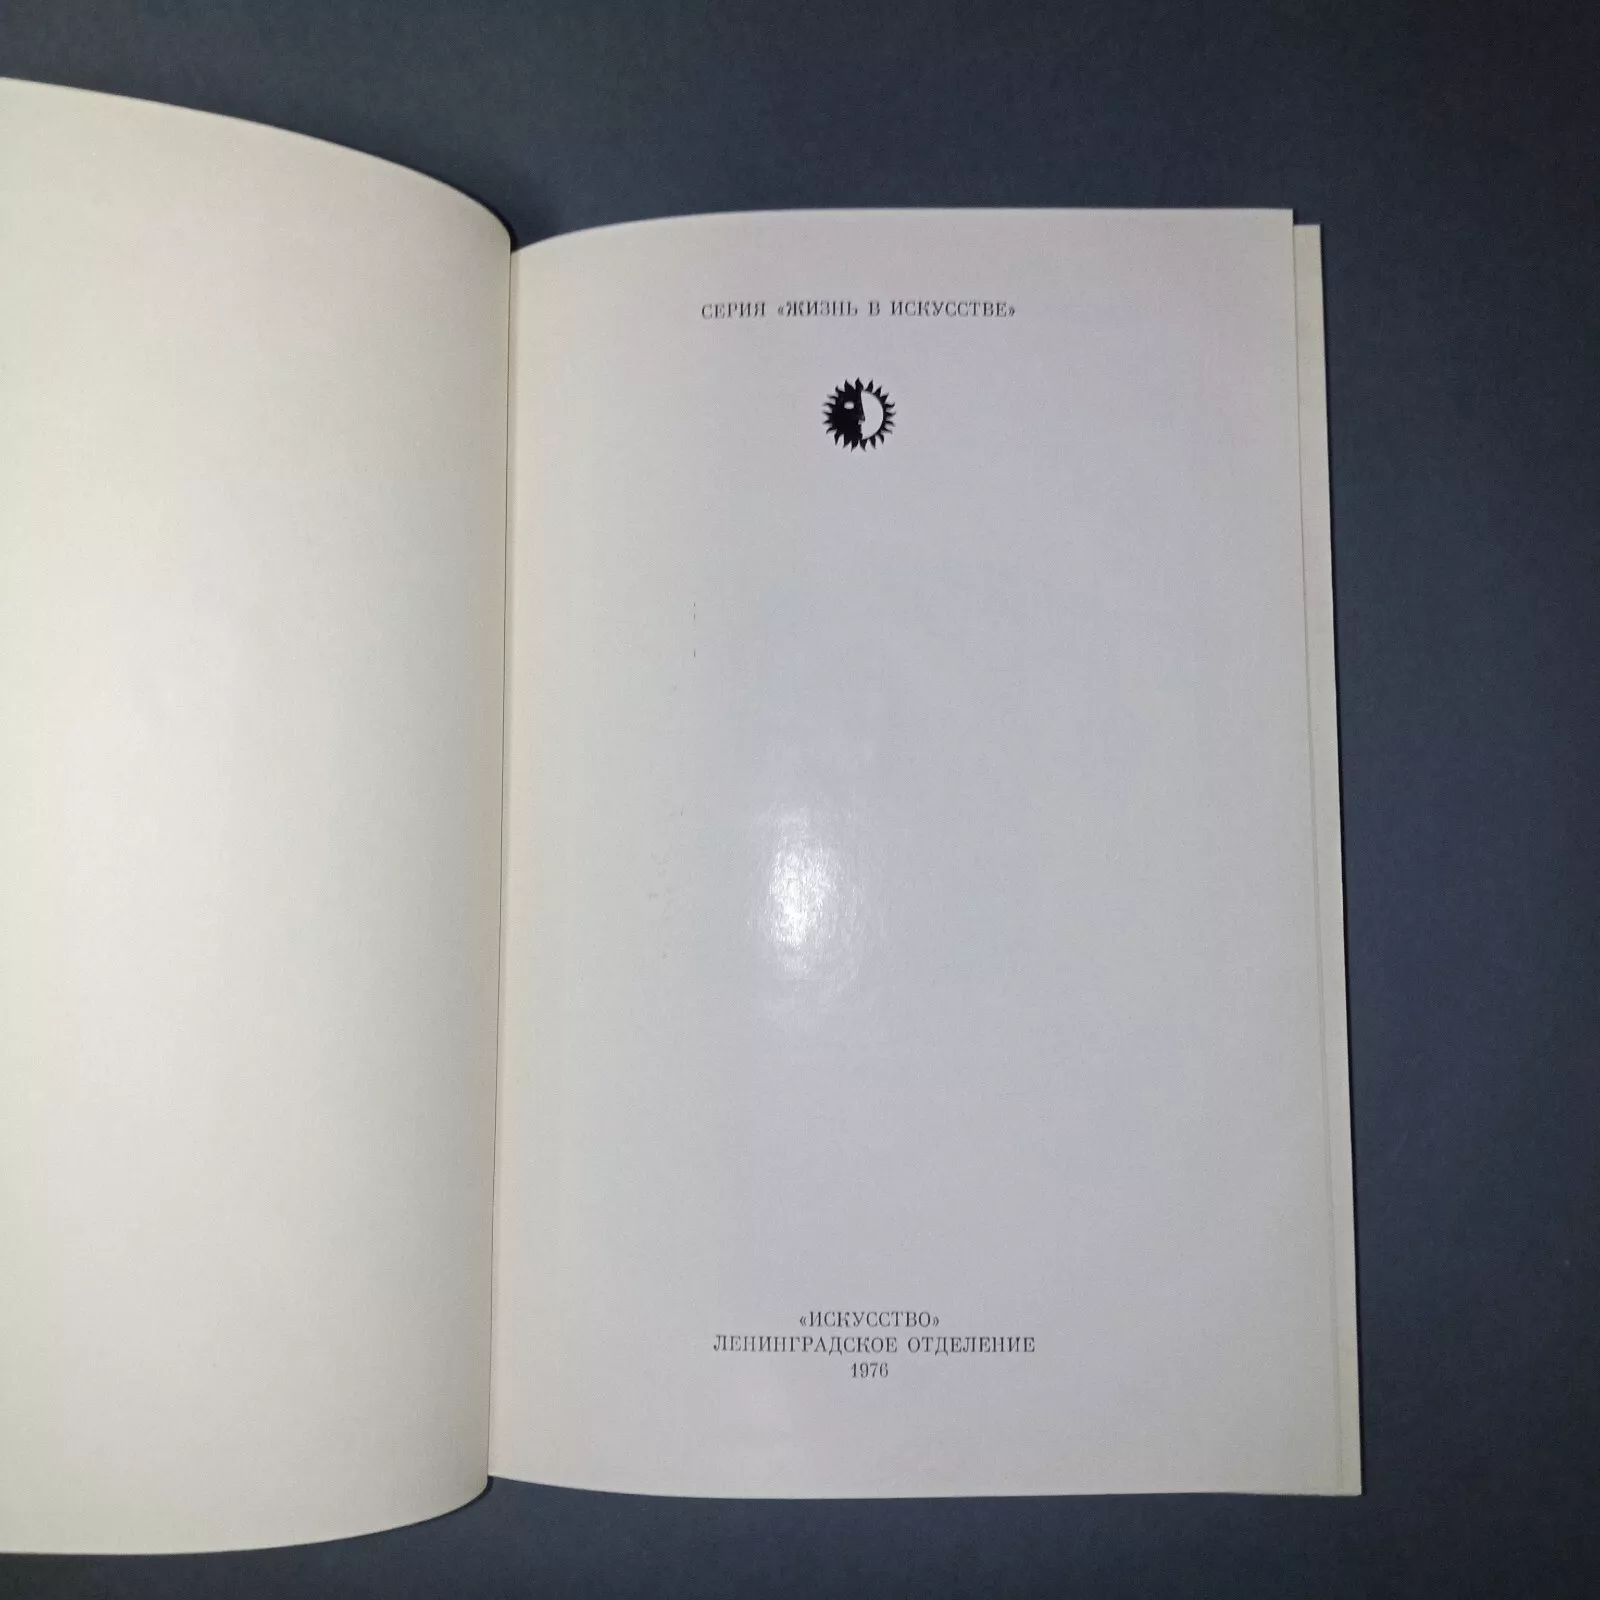 СЕРИЯ «ЖИЗНЬ В ИСКУССТВЕ»
«ИСКУССТВО»
ЛЕНИНГРАДСКОЕ ОТДЕЛЕНИЕ
1976